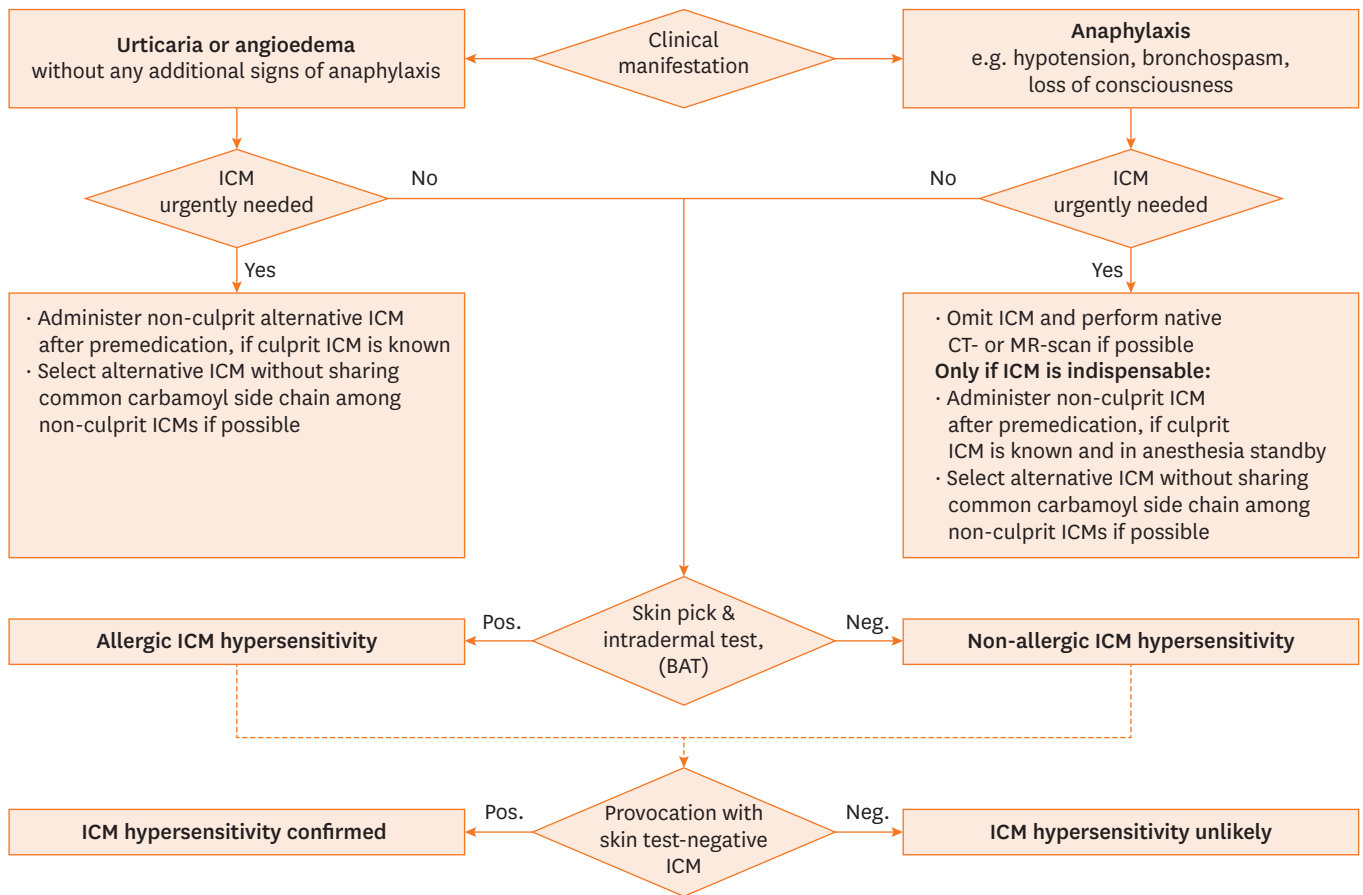 Urticaria or angioedema
without any additional signs of anaphylaxis
Clinical
manifestation
Anaphylaxis
e.g. hypotension, bronchospasm,
loss of consciousness
ICM
urgently needed
No
No
ICM
urgently needed
Yes
Yes
· Administer non-culprit alternative ICM
after premedication, if culprit ICM is known
· Select alternative ICM without sharing
common carbamoyl side chain among
non-culprit ICMs if possible
· Omit ICM and perform native
CT- or MR-scan if possible
Only if ICM is indispensable:
· Administer non-culprit ICM
after premedication, if culprit
ICM is known and in anesthesia standby
· Select alternative ICM without sharing
common carbamoyl side chain among
non-culprit ICMs if possible
Allergic ICM hypersensitivity
Pos.
Skin pick &
intradermal test,
(BAT)
Neg.
Non-allergic ICM hypersensitivity
ICM hypersensitivity confirmed
Pos.
Provocation with
skin test-negative
ICM
Neg.
ICM hypersensitivity unlikely